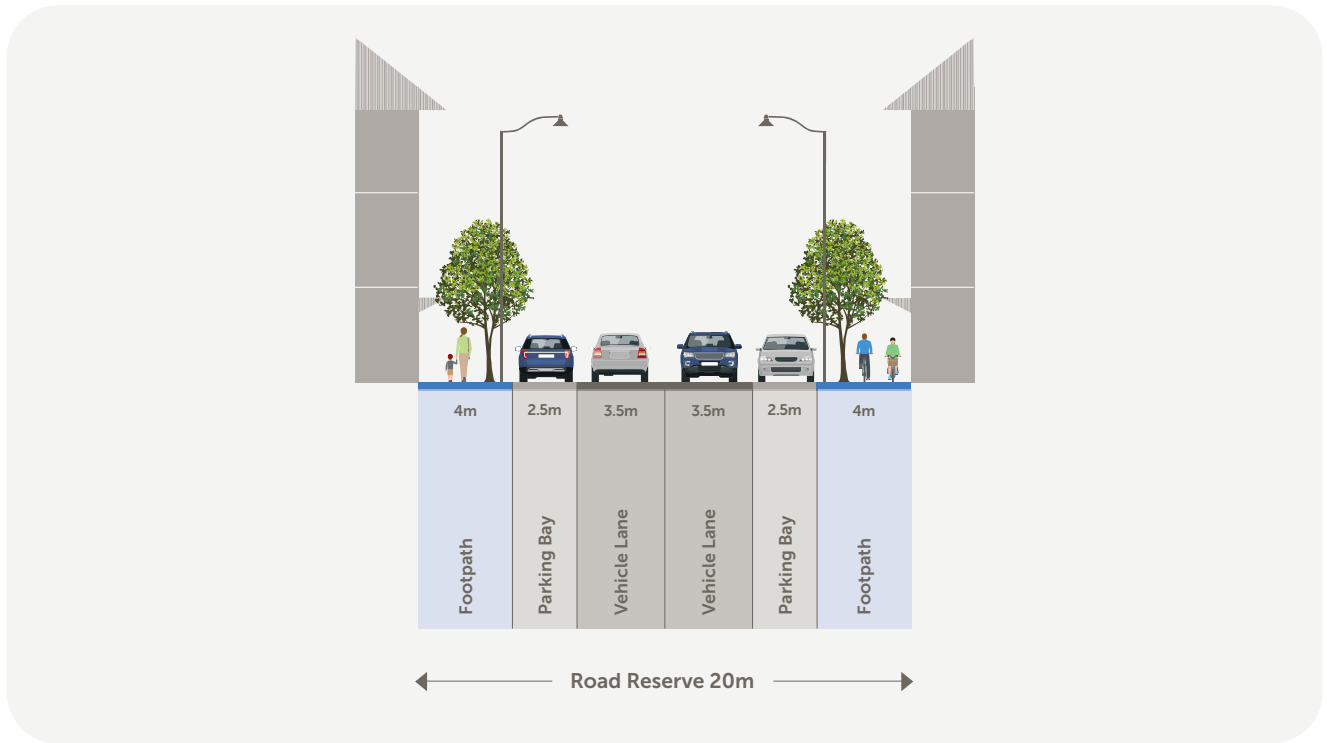 4m
2.5m
3.5m
3.5m
2.5m
4m
Footpath
Parking Bay
Vehicle Lane
Vehicle Lane
Parking Bay
Footpath
Road Reserve 20m